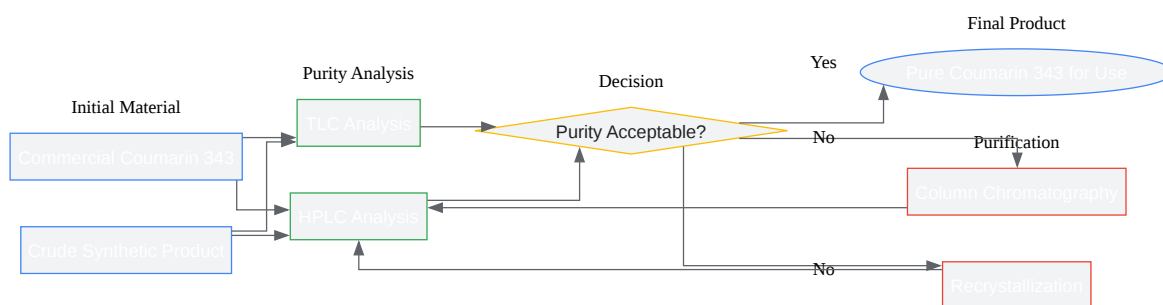 Final Product
Yes
Pure Coumarin 343 for Use
Purity Analysis
Decision
Initial Material
TLC Analysis
Purity Acceptable?
No
Purification
Commercial Coumarin 343
Column Chromatography
HPLC Analysis
Crude Synthetic Product
No
Recrystallization